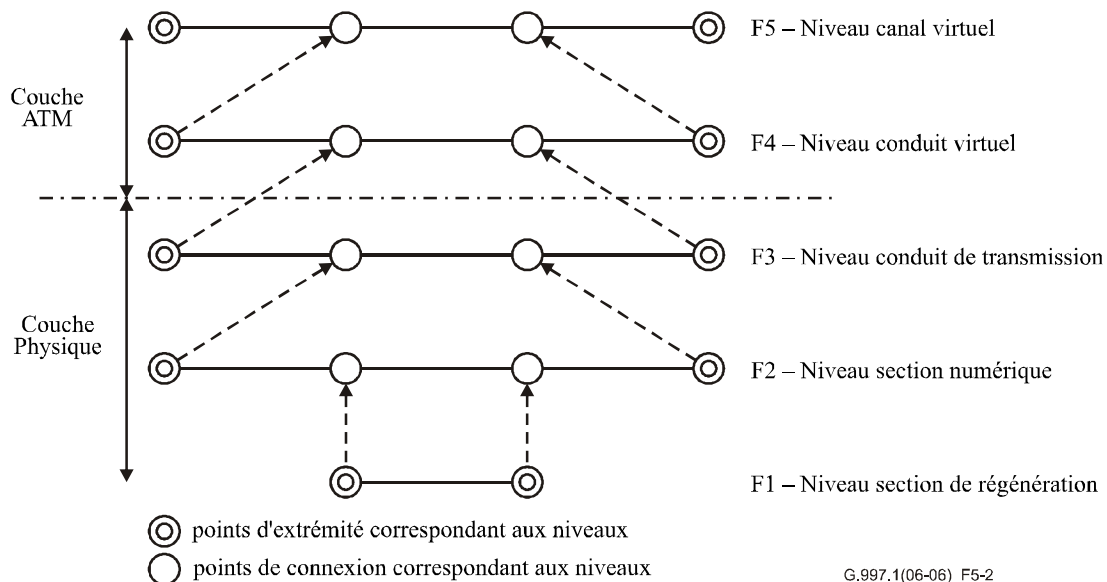 F5 – Niveau canal virtuel
Couche
ATM
F4 – Niveau conduit virtuel
F3 – Niveau conduit de transmission
Couche
Physique
F2 – Niveau section numérique
F1 – Niveau section de régénération
points d'extrémité correspondant aux niveaux
points de connexion correspondant aux niveaux
G.997.1(06-06)_F5-2